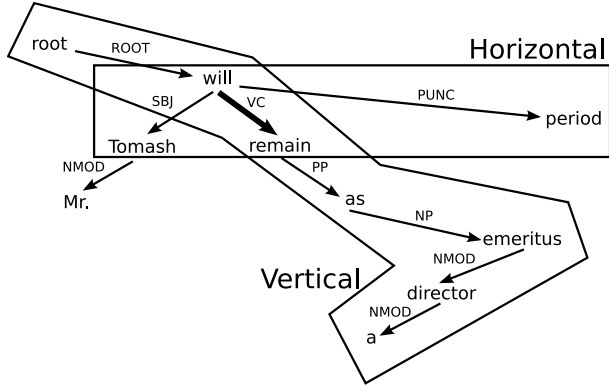 root
ROOT
Horizontal
will
SBJ
VC
PUNC
period
Tomash
remain
NMOD
PP
Mr.
as
NP
emeritus
NMOD
Vertical
director
NMOD
a